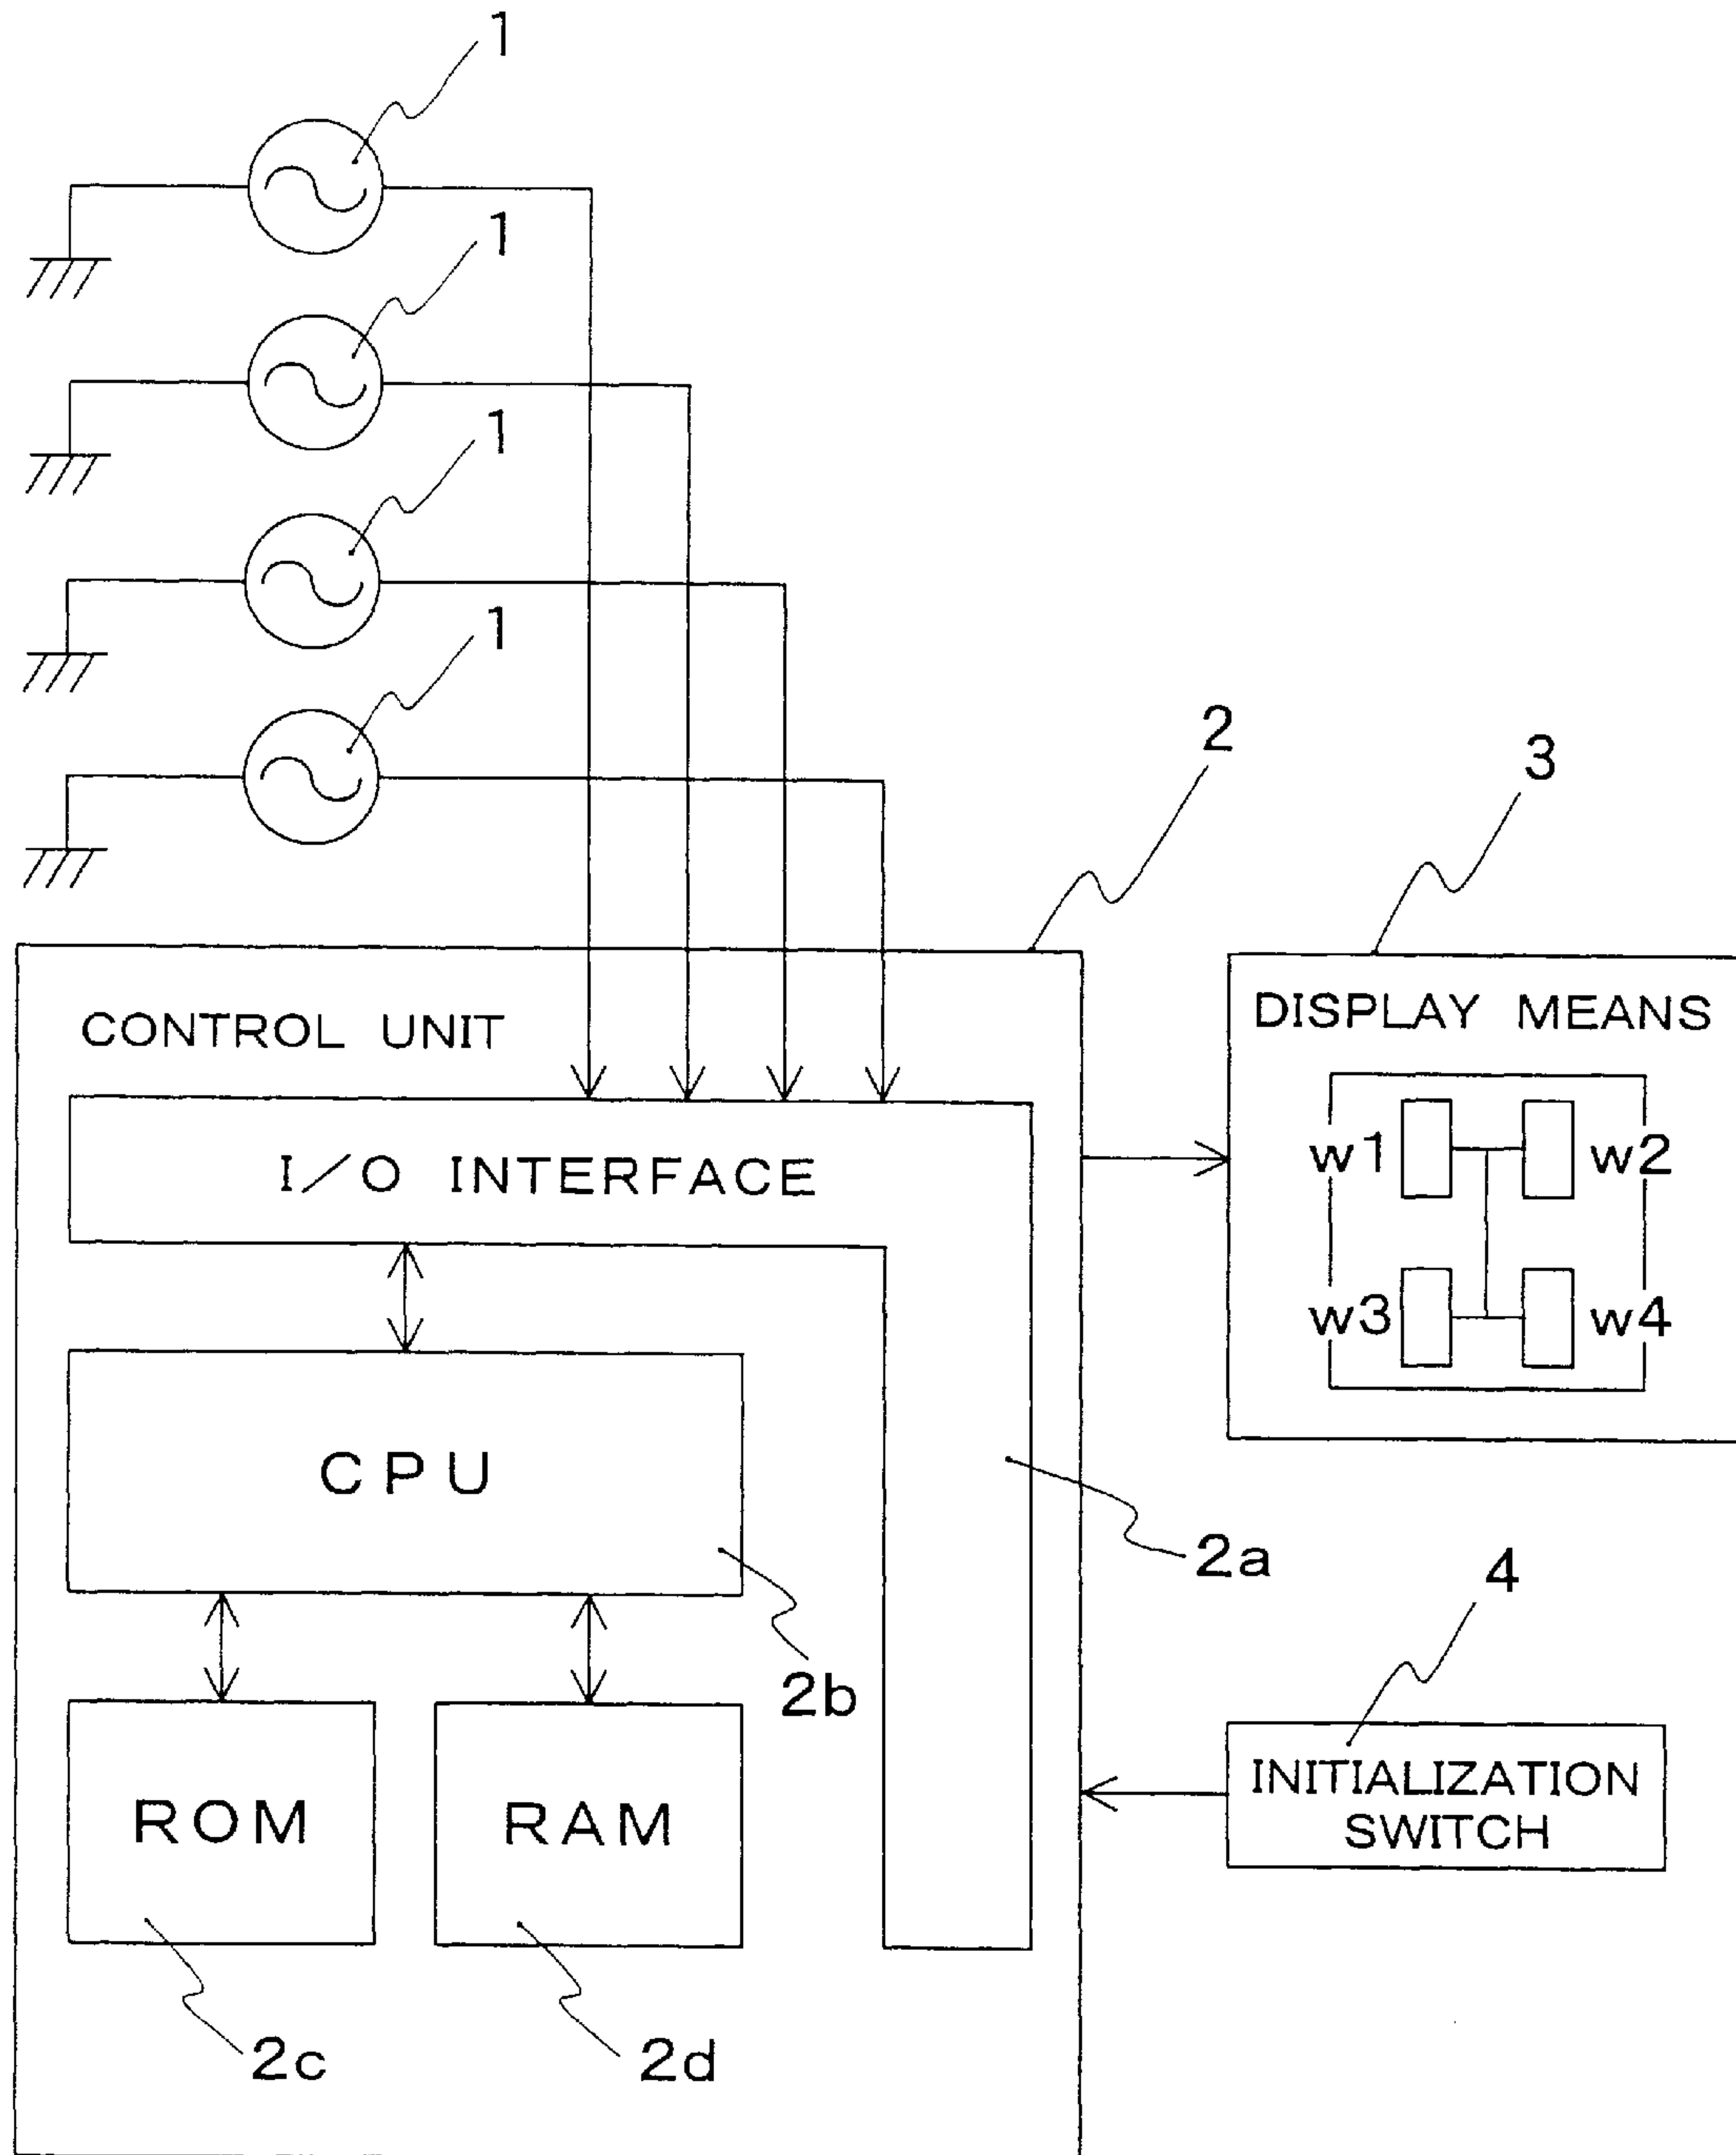 1
1
1
1
2
3
CONTROL UNIT
DISPLAY MEANS
I/O INTERFACE
w1 w2
w3 w4
CPU
2a
4
2b
INITIALIZATION
SWITCH
ROM RAM
2c 2d